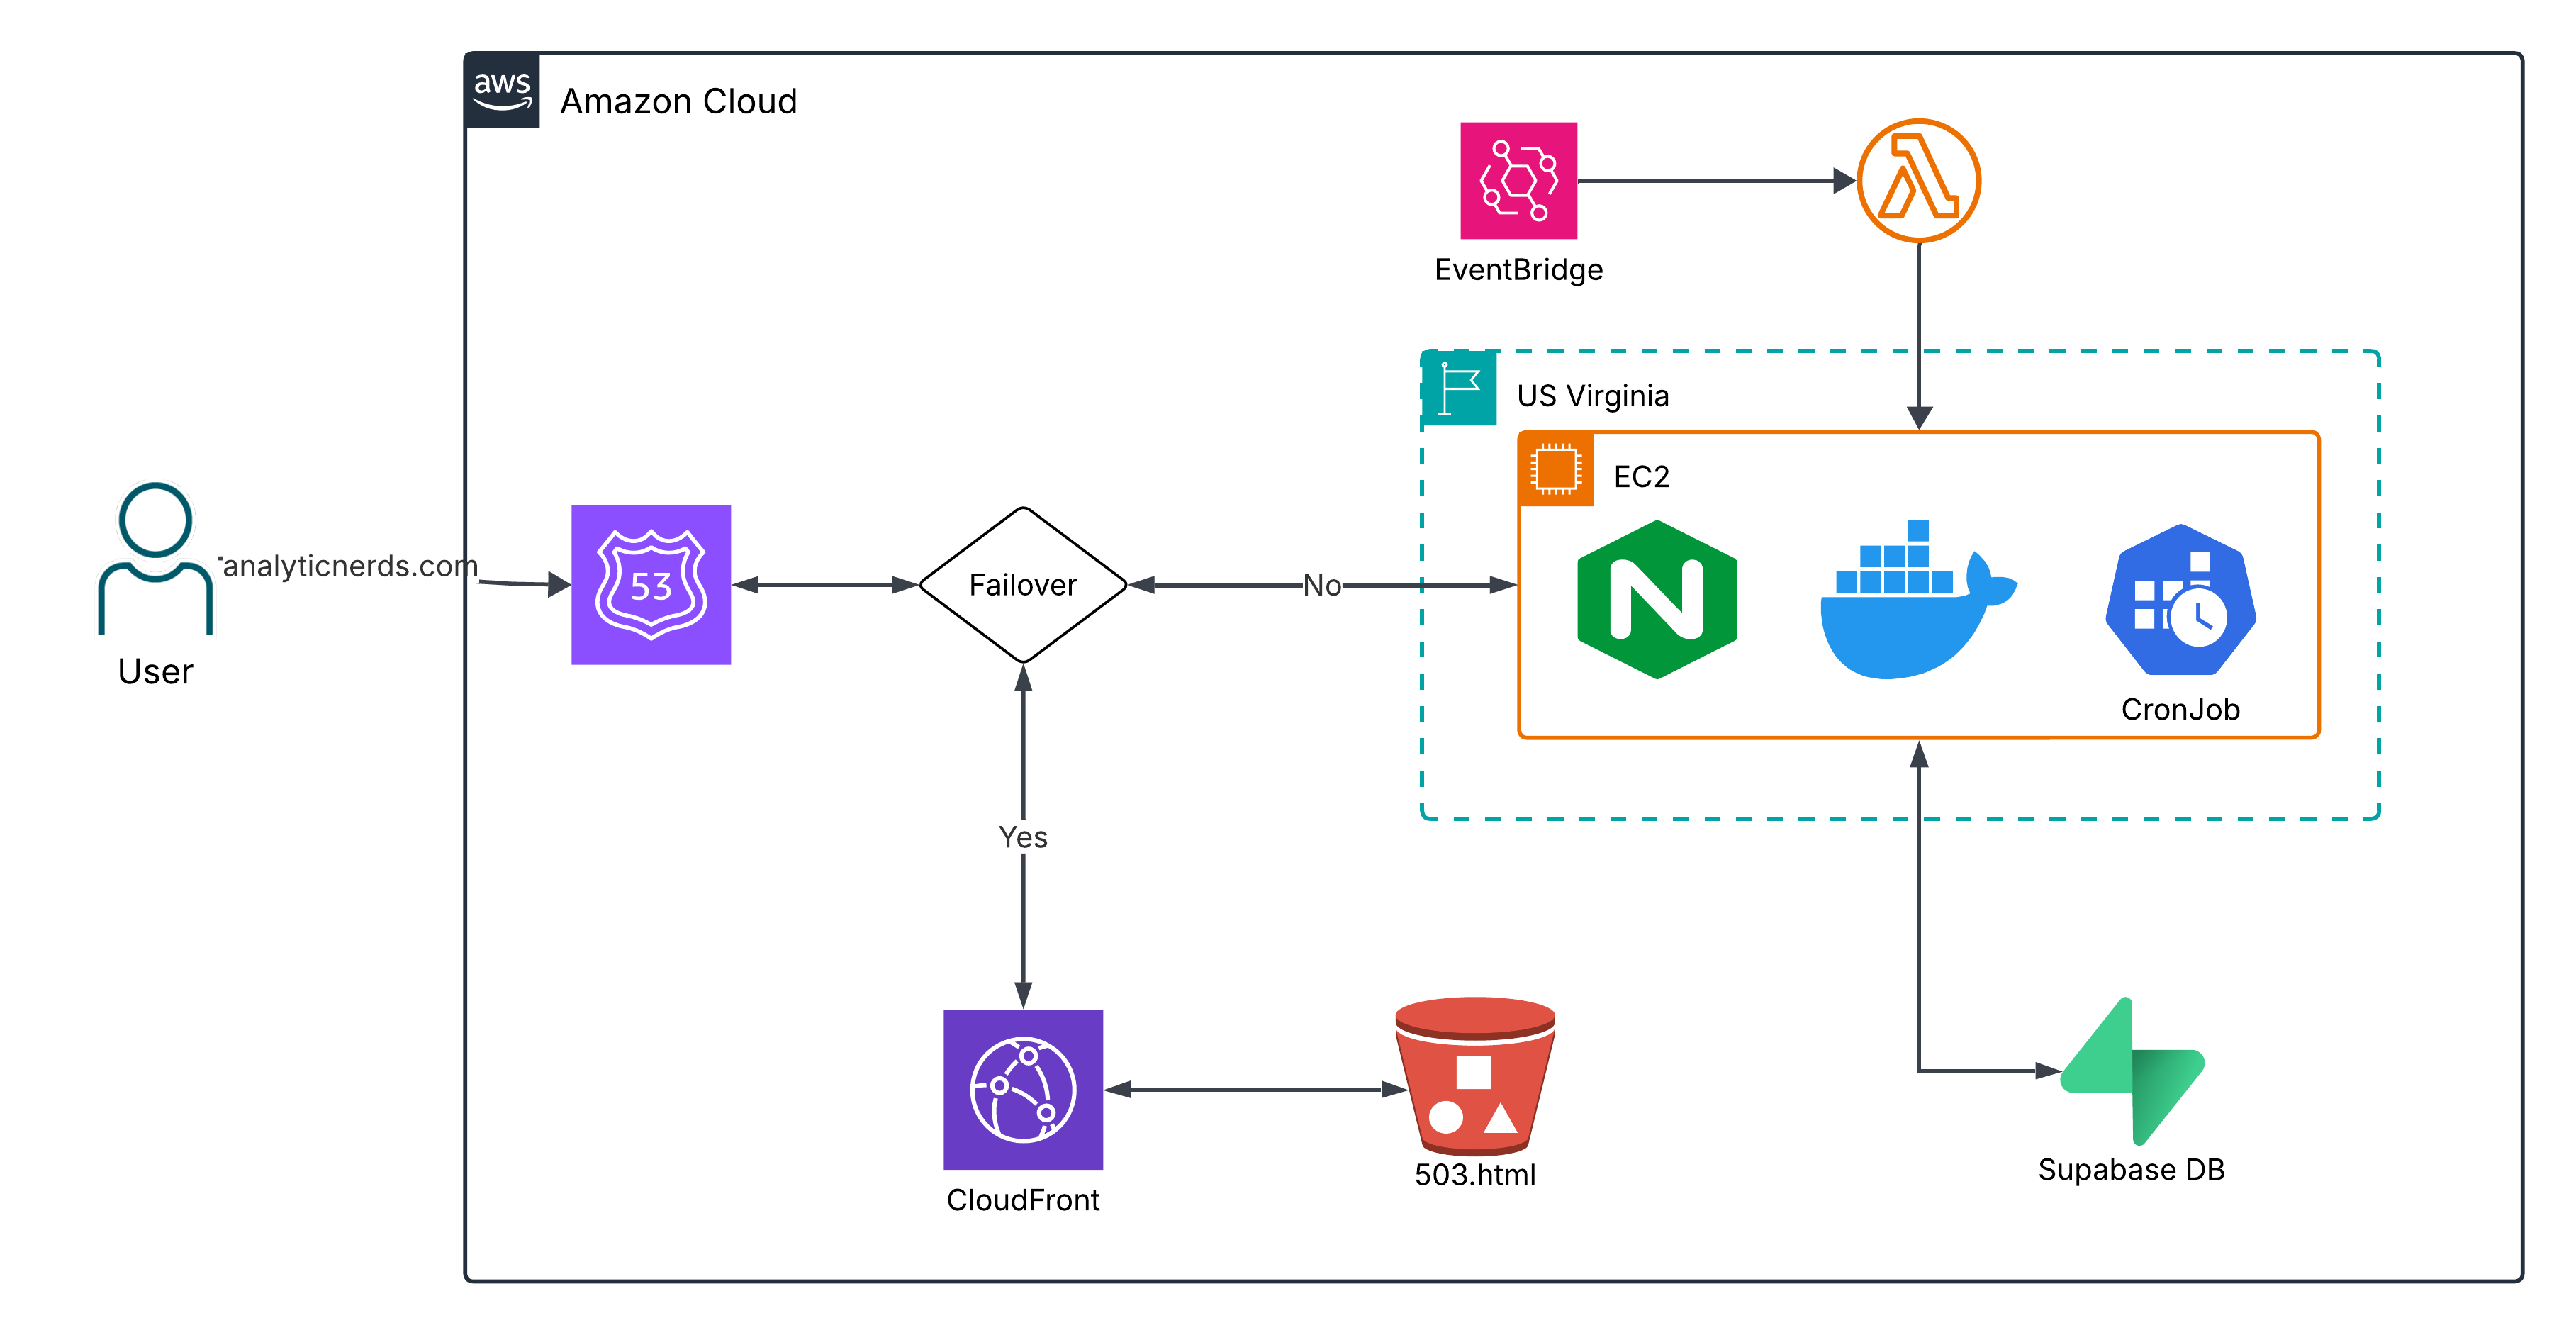 aws
Amazon Cloud
EventBridge
US Virginia
EC2
analyticnerds.com
53
Failover
No
User
CronJob
Yes
CloudFront
503.html
Supabase DB